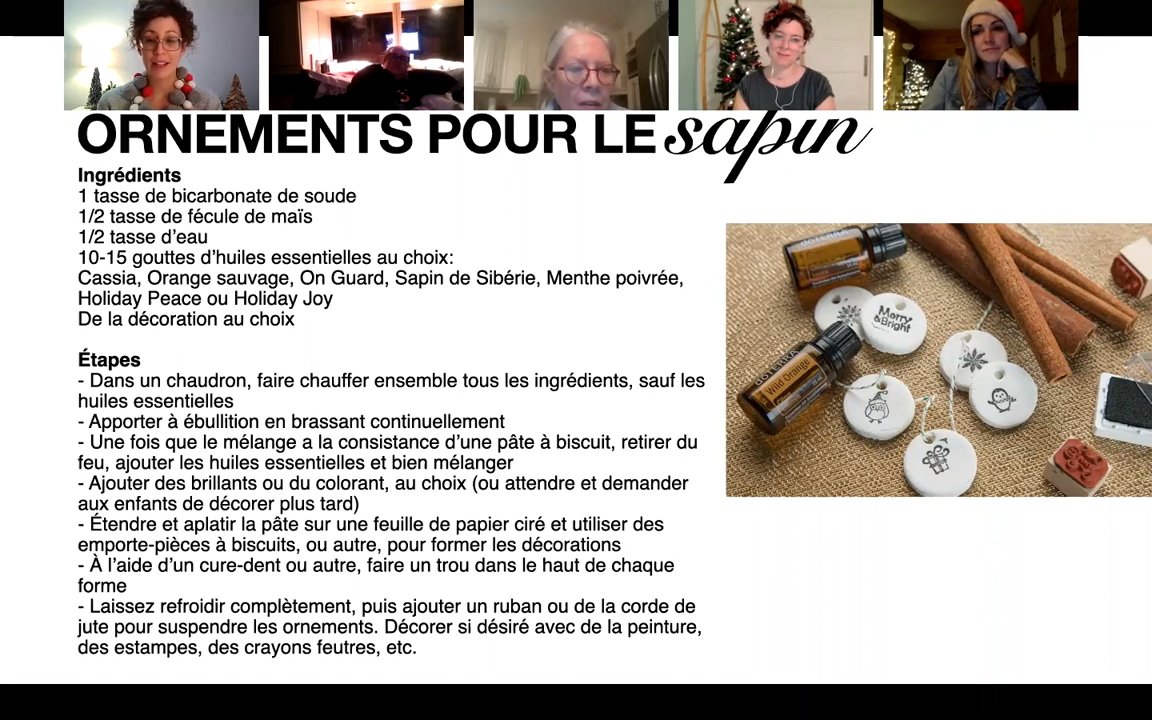 ORNEMENTS POUR LE sapin
Ingrédients
1 tasse de bicarbonate de soude
1/2 tasse de fécule de maïs
1/2 tasse d’eau
10-15 gouttes d’huiles essentielles au choix:
Cassia, Orange sauvage, On Guard, Sapin de Sibérie, Menthe poivrée,
Holiday Peace ou Holiday Joy
De la décoration au choix
Étapes
- Dans un chaudron, faire chauffer ensemble tous les ingrédients, sauf les
huiles essentielles
- Apporter à ébullition en brassant continuellement
- Une fois que le mélange a la consistance d’une pâte à biscuit, retirer du
feu, ajouter les huiles essentielles et bien mélanger
- Ajouter des brillants ou du colorant, au choix (ou attendre et demander
aux enfants de décorer plus tard)
- Étendre et aplatir la pâte sur une feuille de papier ciré et utiliser des
emporte-pièces à biscuits, ou autre, pour former les décorations
- À l’aide d’un cure-dent ou autre, faire un trou dans le haut de chaque
forme
- Laissez refroidir complètement, puis ajouter un ruban ou de la corde de
jute pour suspendre les ornements. Décorer si désiré avec de la peinture,
des estampes, des crayons feutres, etc.
Merry
&Bright
doTERRA
Wild Orange